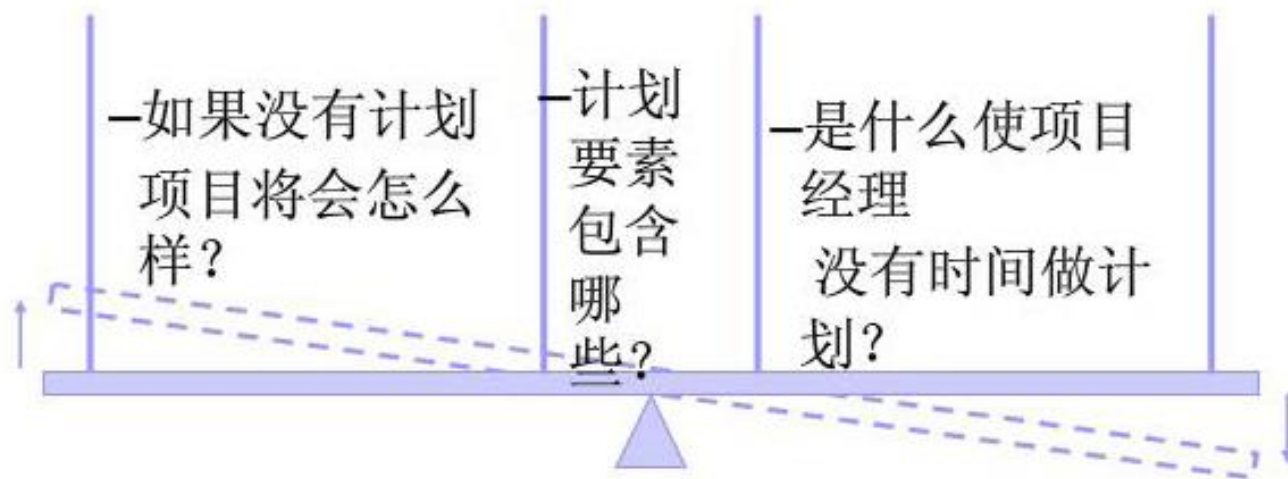 –如果没有计划
项目将会怎么
样？
–计划
要素
包含
哪
些？
–是什么使项目
经理
没有时间做计
划？